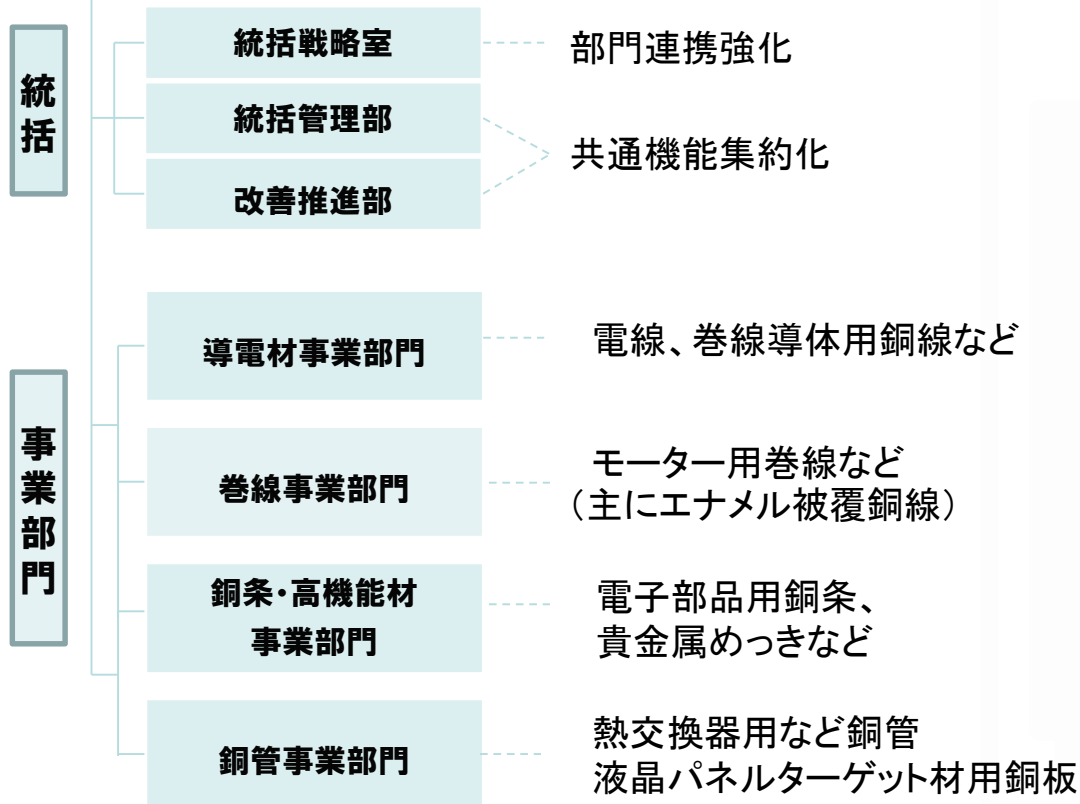 統括
統括戦略室
部門連携強化
統括管理部
共通機能集約化
改善推進部
事業部門
導電材事業部門
電線、巻線導体用銅線など
巻線事業部門
モーター用巻線など
（主にエナメル被覆銅線）
銅条・高機能材
事業部門
電子部品用銅条、
貴金属めっきなど
銅管事業部門
熱交換器用など銅管
液晶パネルターゲット材用銅板